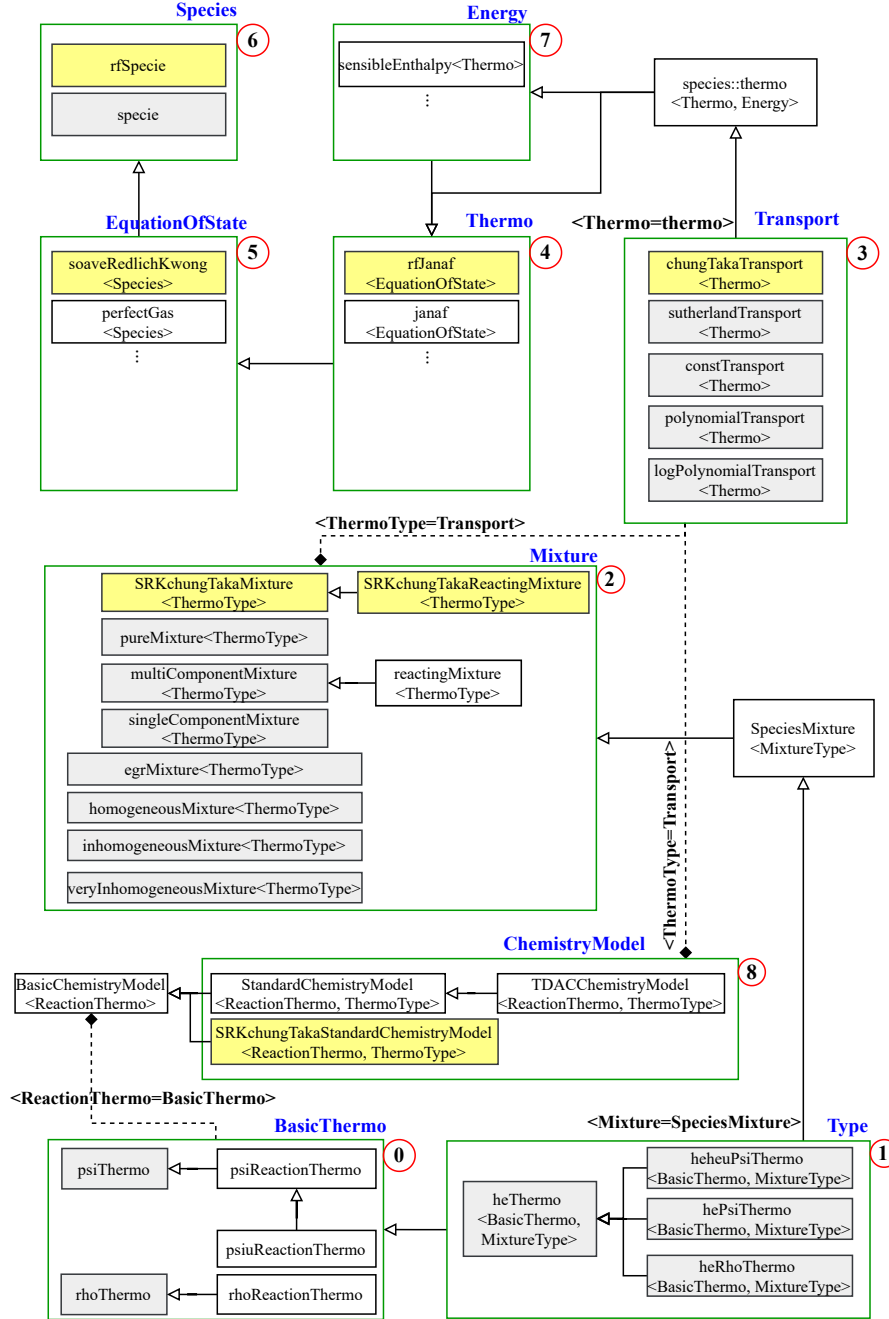 Species
6
rfSpecie
specie
Energy
7
sensibleEnthalpy<Thermo>
⋮
species::thermo
<Thermo, Energy>
EquationOfState
5
soaveRedlichKwong
<Species>
perfectGas
<Species>
⋮
Thermo
4
rfJanaf
<EquationOfState>
janaf
<EquationOfState>
⋮
<Thermo=thermo>
Transport
3
chungTakaTransport
<Thermo>
sutherlandTransport
<Thermo>
constTransport
<Thermo>
polynomialTransport
<Thermo>
logPolynomialTransport
<Thermo>
<ThermoType=Transport>
Mixture
2
SRKchungTakaMixture
<ThermoType>
SRKchungTakaReactingMixture
<ThermoType>
pureMixture<ThermoType>
multiComponentMixture
<ThermoType>
reactingMixture
<ThermoType>
singleComponentMixture
<ThermoType>
egrMixture<ThermoType>
homogeneousMixture<ThermoType>
inhomogeneousMixture<ThermoType>
veryInhomogeneousMixture<ThermoType>
SpeciesMixture
<MixtureType>
<ThermoType=Transport>
ChemistryModel
8
BasicChemistryModel
<ReactionThermo>
StandardChemistryModel
<ReactionThermo, ThermoType>
TDACChemistryModel
<ReactionThermo, ThermoType>
SRKchungTakaStandardChemistryModel
<ReactionThermo, ThermoType>
<ReactionThermo=BasicThermo>
BasicThermo
0
psiThermo
psiReactionThermo
psiuReactionThermo
rhoThermo
rhoReactionThermo
<Mixture=SpeciesMixture>
Type
1
heThermo
<BasicThermo,
MixtureType>
heheuPsiThermo
<BasicThermo, MixtureType>
hePsiThermo
<BasicThermo, MixtureType>
heRhoThermo
<BasicThermo, MixtureType>